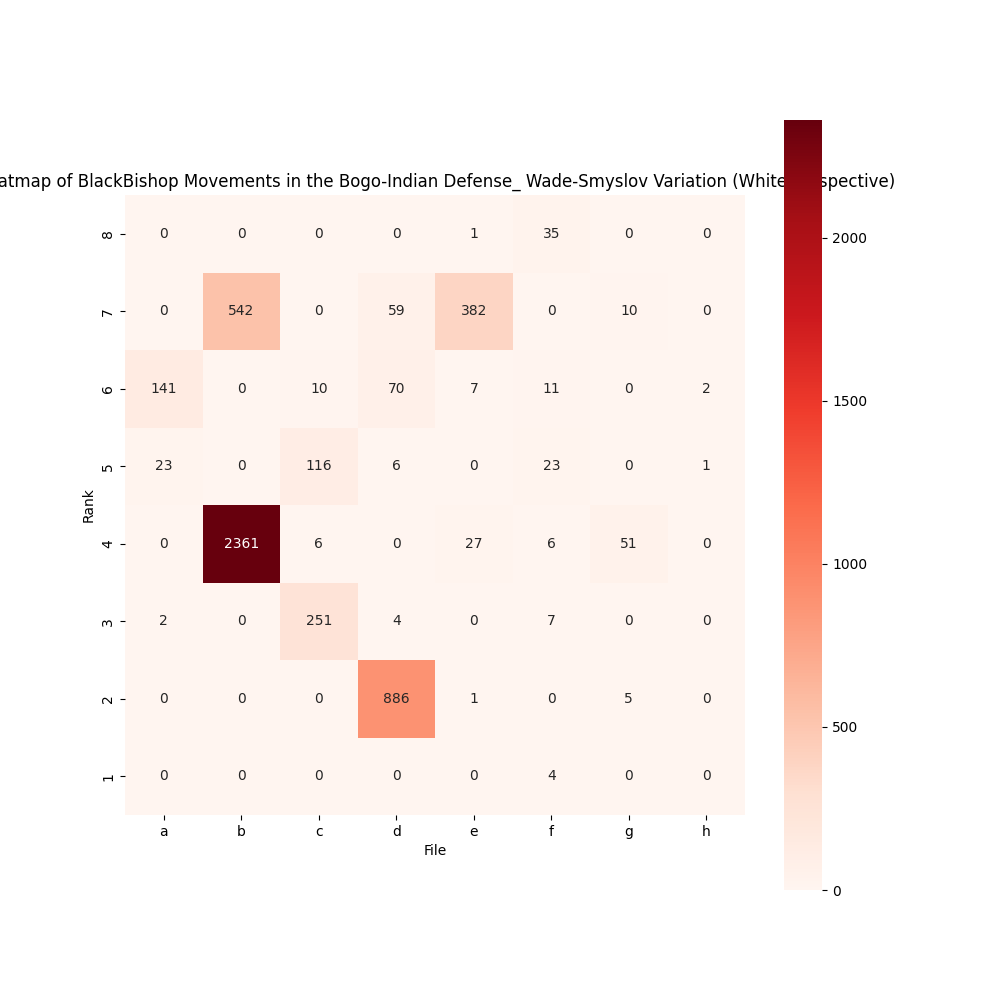 atmap of BlackBishop Movements in the Bogo-Indian Defense_ Wade-Smyslov Variation (White spective)
8 0 0 0 0 1 35 0 0
7 0 542 0 59 382 0 10 0
6 141 0 10 70 7 11 0 2
5 23 0 116 6 0 23 0 1
4 0 2361 6 0 27 6 51 0
3 2 0 251 4 0 7 0 0
2 0 0 0 886 1 0 5 0
1 0 0 0 0 0 4 0 0
a b c d e f g h
File
Rank
2000
1500
1000
500
0